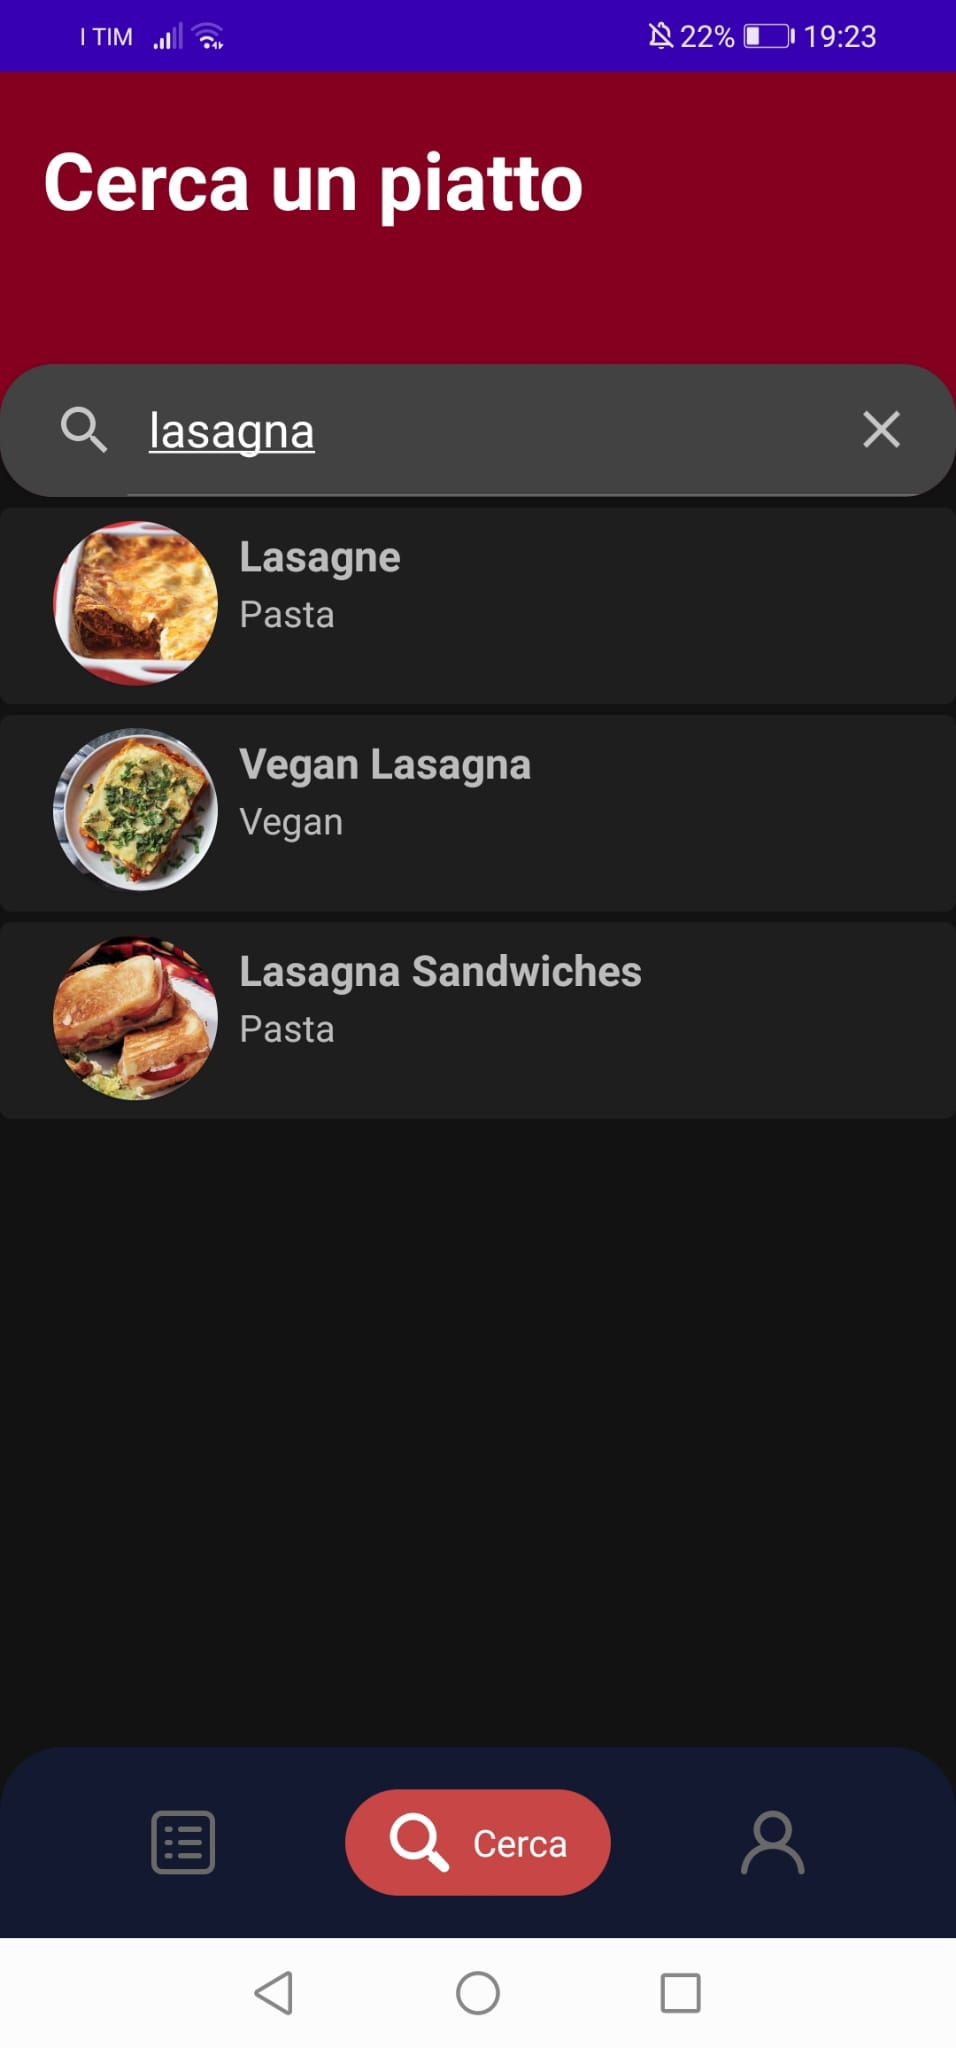 I TIM 22% 19:23
Cerca un piatto
lasagna
Lasagne
Pasta
Vegan Lasagna
Vegan
Lasagna Sandwiches
Pasta
Cerca